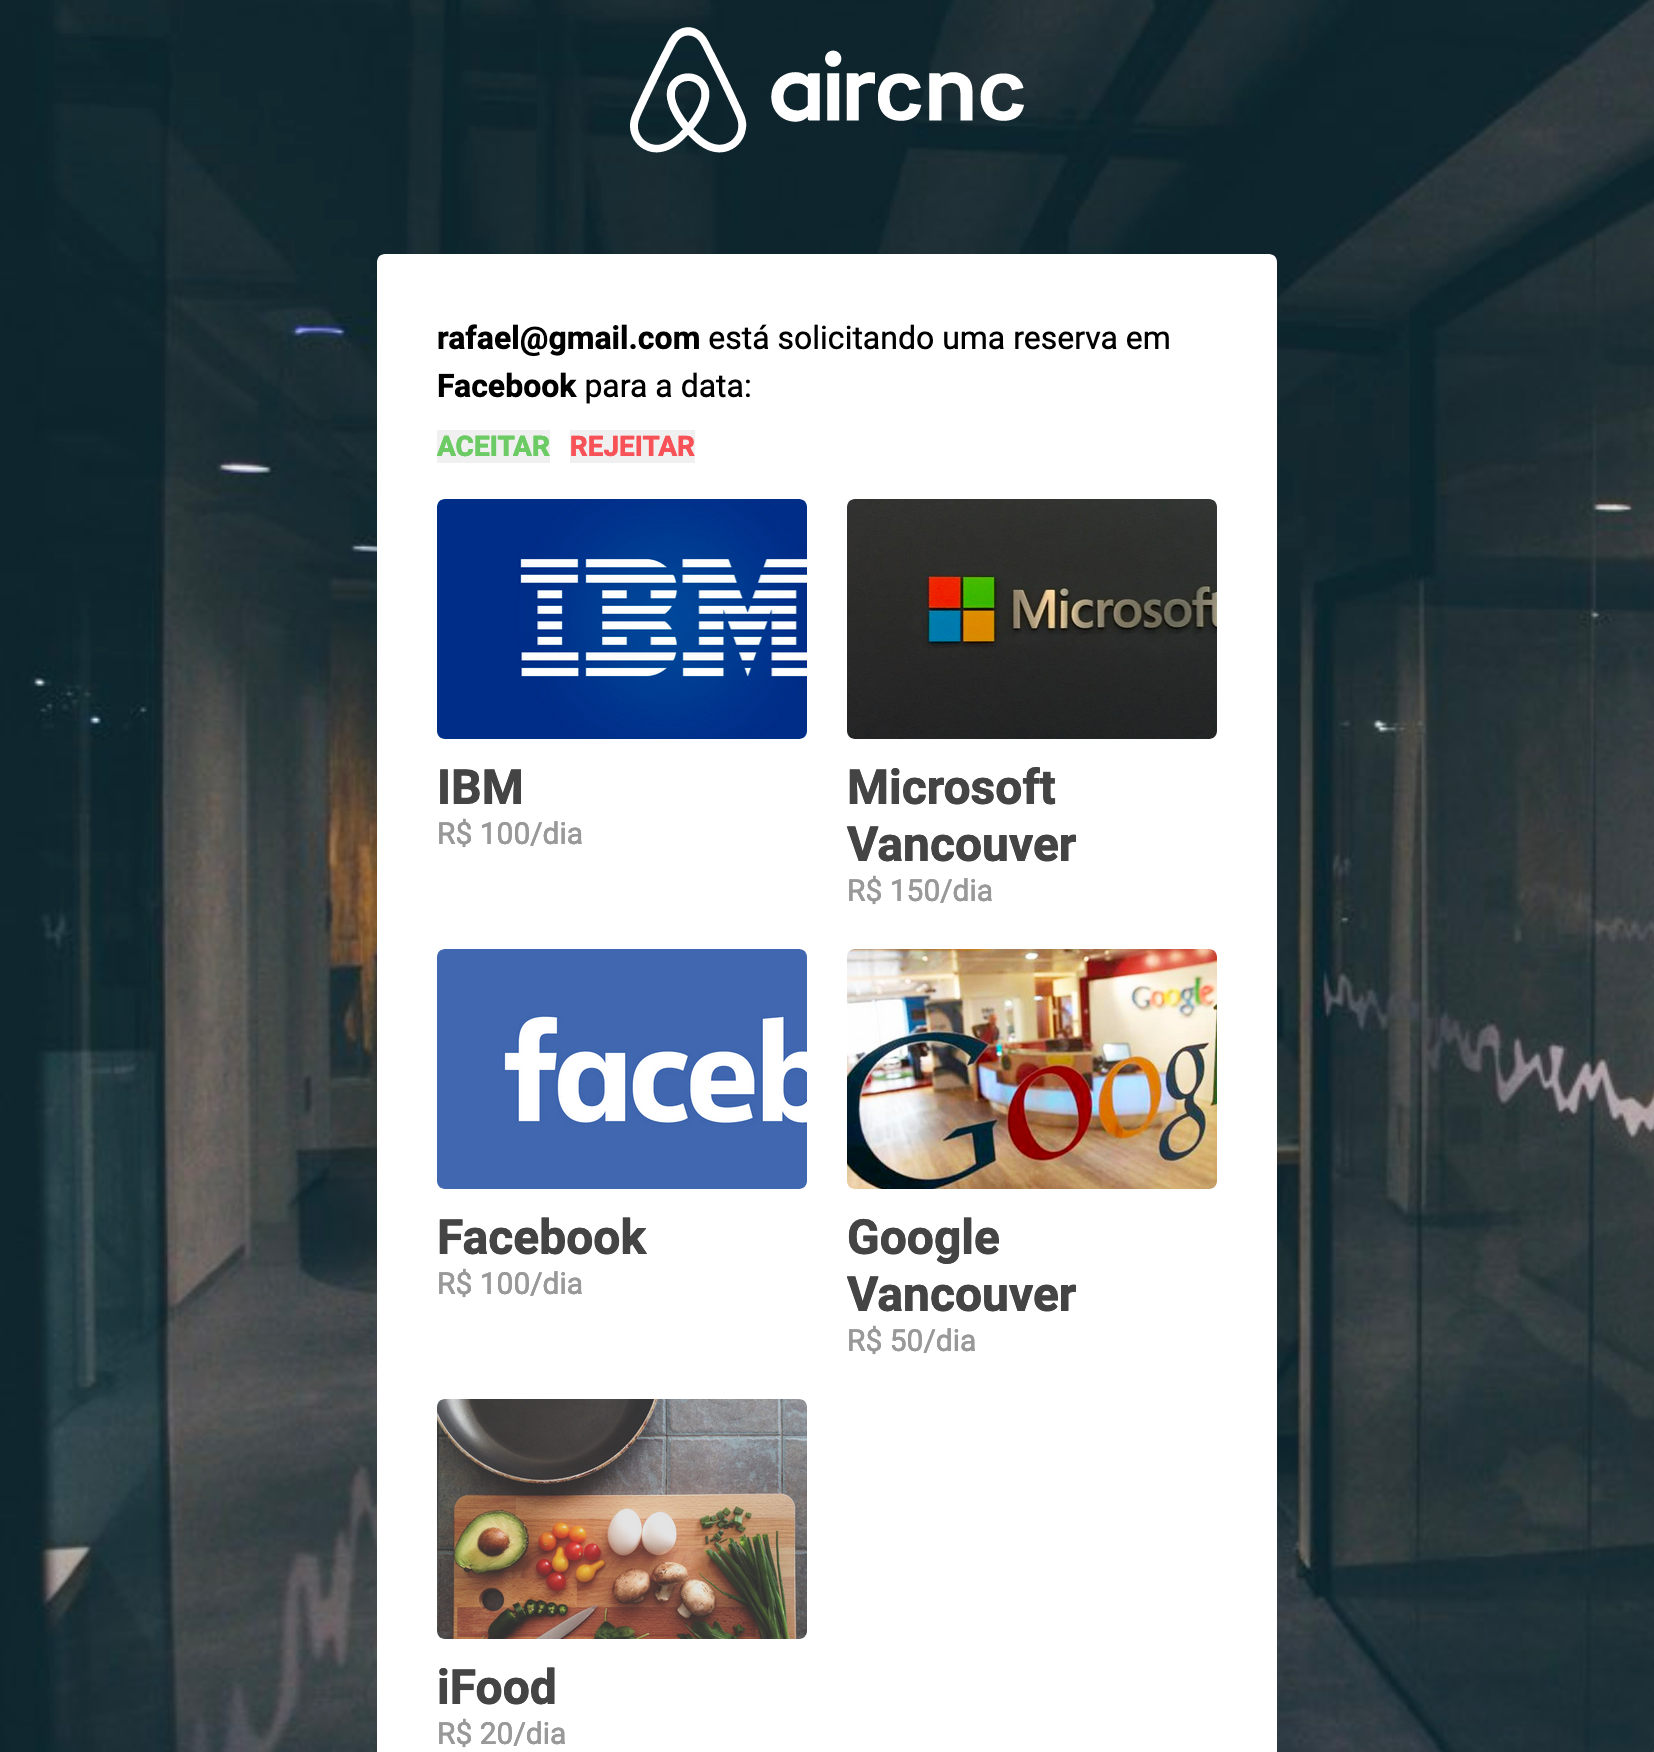 aircnc
rafael@gmail.com está solicitando uma reserva em
Facebook para a data:
ACEITAR REJEITAR
IBM
Microsoft
IBM
R$ 100/dia
Microsoft
Vancouver
R$ 150/dia
faceb
Google
Googl
Facebook
R$ 100/dia
Google
Vancouver
R$ 50/dia
iFood
R$ 20/dia